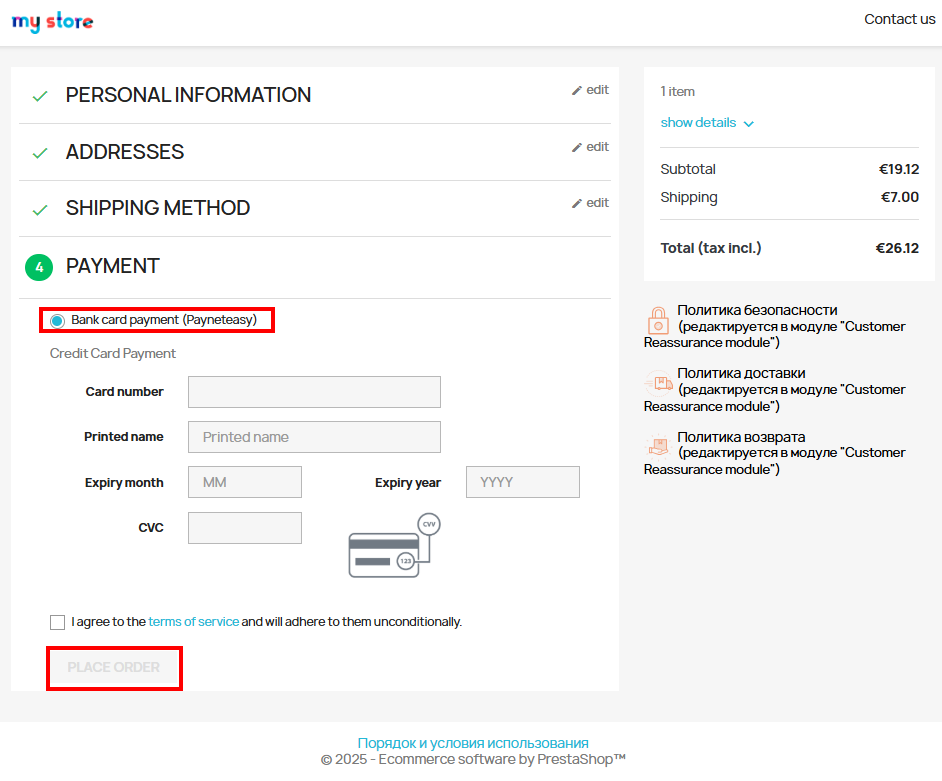 my store
Contact us
PERSONAL INFORMATION
edit
ADDRESSES
edit
SHIPPING METHOD
edit
4 PAYMENT
Bank card payment (Payneteasy)
Credit Card Payment
Card number
Printed name
Printed name
Expiry month
MM
Expiry year
YYYY
CVC
CVV
123
I agree to the terms of service and will adhere to them unconditionally.
PLACE ORDER
1 item
show details
Subtotal €19.12
Shipping €7.00
Total (tax incl.) €26.12
Политика безопасности
(редактируется в модуле "Customer
Reassurance module")
Политика доставки
(редактируется в модуле "Customer
Reassurance module")
Политика возврата
(редактируется в модуле "Customer
Reassurance module")
Порядок и условия использования
© 2025 - Ecommerce software by PrestaShop™